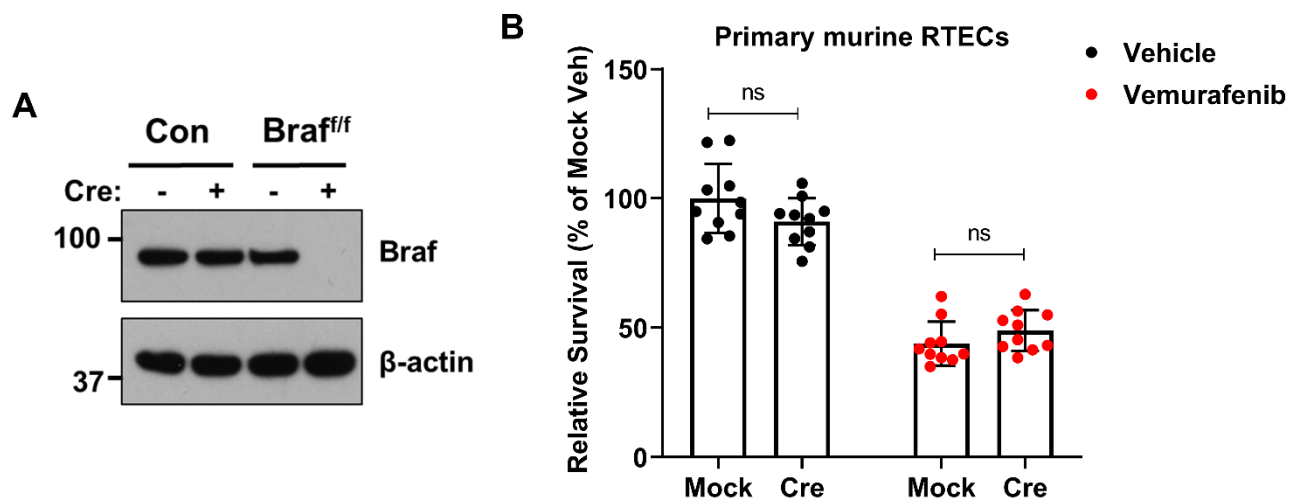 A
Con Braf^f/f
Cre: - + - +
100
Braf
37
β-actin
B
Primary murine RTECs
Vehicle
Vemurafenib
Relative Survival (% of Mock Veh)
150
100
50
0
ns
ns
Mock Cre Mock Cre